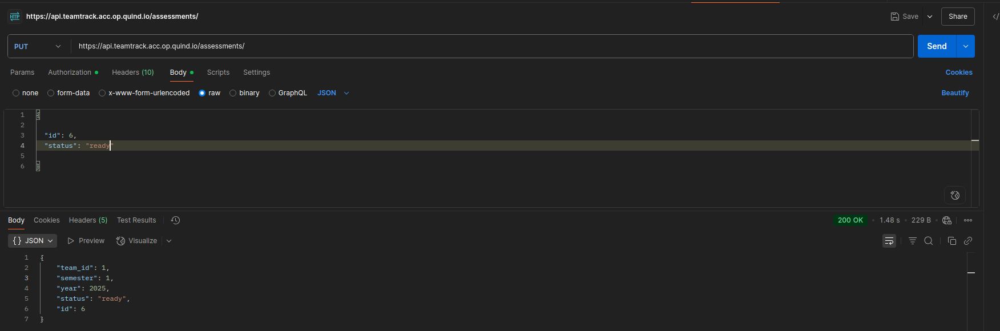 HTTP https://api.teamtrack.acc.op.quind.io/assessments/ Save Share </
PUT https://api.teamtrack.acc.op.quind.io/assessments/ Send
Params Authorization Headers (10) Body Scripts Settings Cookies
none form-data x-www-form-urlencoded raw binary GraphQL JSON Beautify
1 {
2
3 "id": 6,
4 "status": "ready"
5
6 }
Body Cookies Headers (5) Test Results 200 OK • 1.48 s • 229 B •
{} JSON Preview Visualize
1 {
2 "team_id": 1,
3 "semester": 1,
4 "year": 2025,
5 "status": "ready",
6 "id": 6
7 }